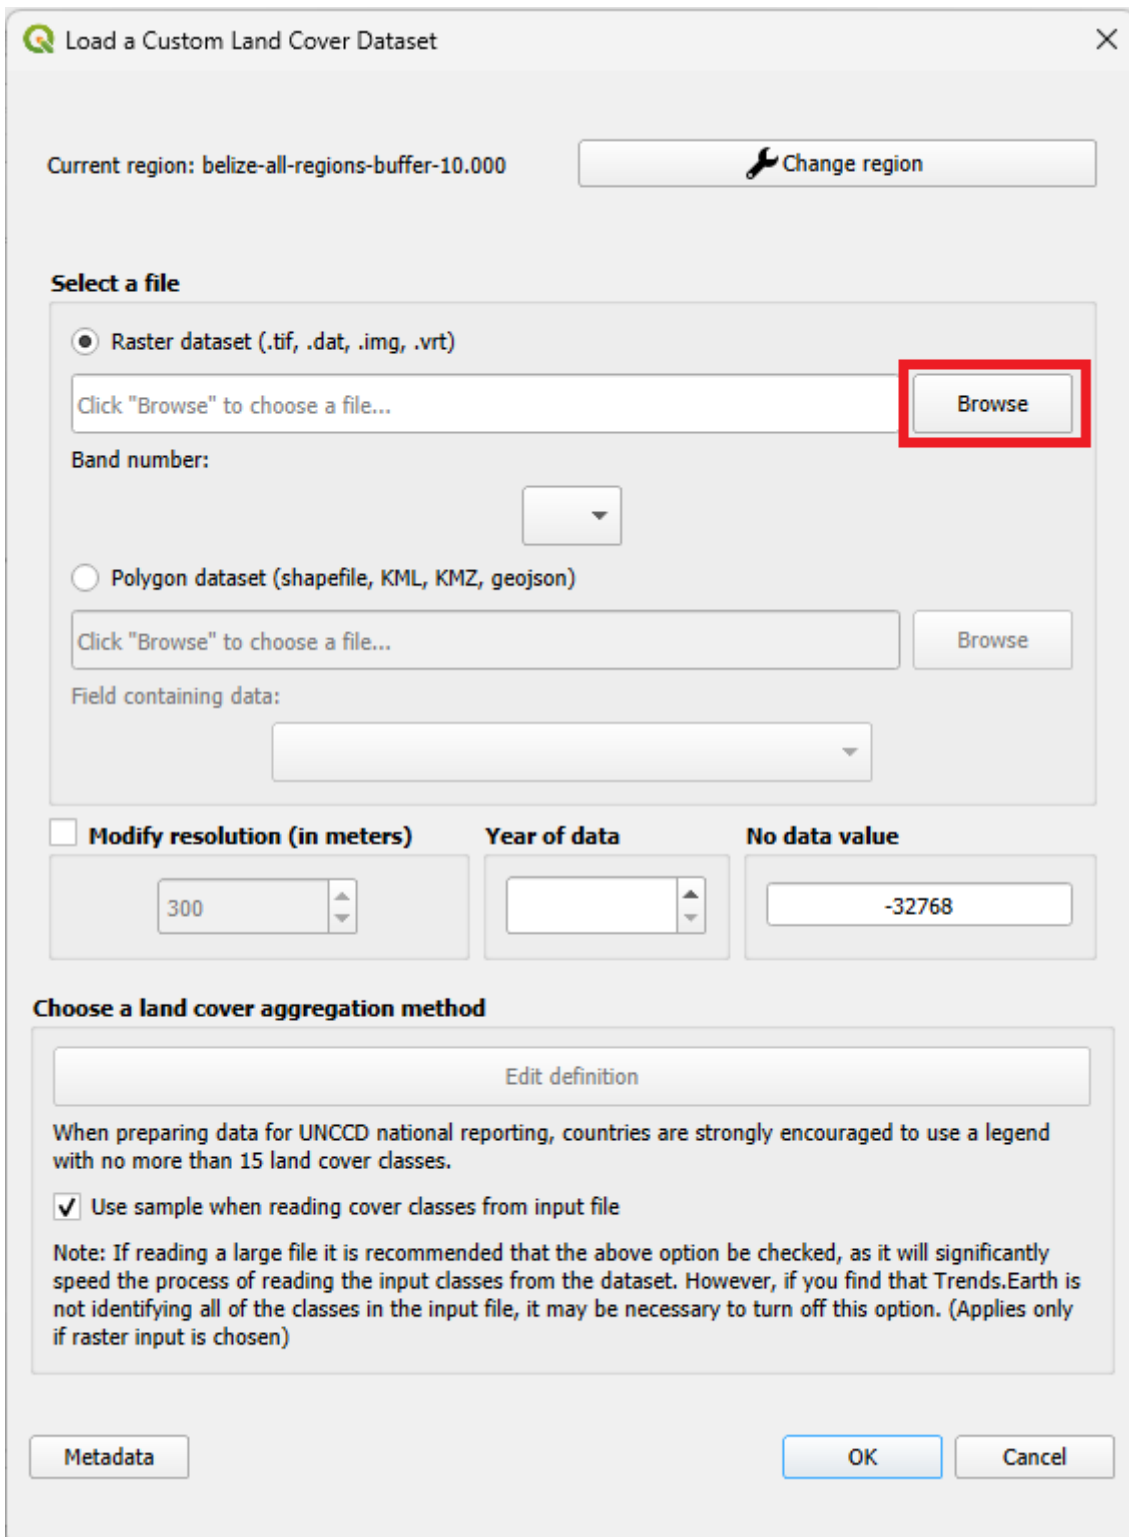 Load a Custom Land Cover Dataset
Current region: belize-all-regions-buffer-10.000
Change region
Select a file
Raster dataset (.tif, .dat, .img, .vrt)
Click "Browse" to choose a file...
Browse
Band number:
Polygon dataset (shapefile, KML, KMZ, geojson)
Click "Browse" to choose a file...
Browse
Field containing data:
Modify resolution (in meters)
Year of data
No data value
300
-32768
Choose a land cover aggregation method
Edit definition
When preparing data for UNCCD national reporting, countries are strongly encouraged to use a legend
with no more than 15 land cover classes.
Use sample when reading cover classes from input file
Note: If reading a large file it is recommended that the above option be checked, as it will significantly
speed the process of reading the input classes from the dataset. However, if you find that Trends.Earth is
not identifying all of the classes in the input file, it may be necessary to turn off this option. (Applies only
if raster input is chosen)
Metadata
OK
Cancel